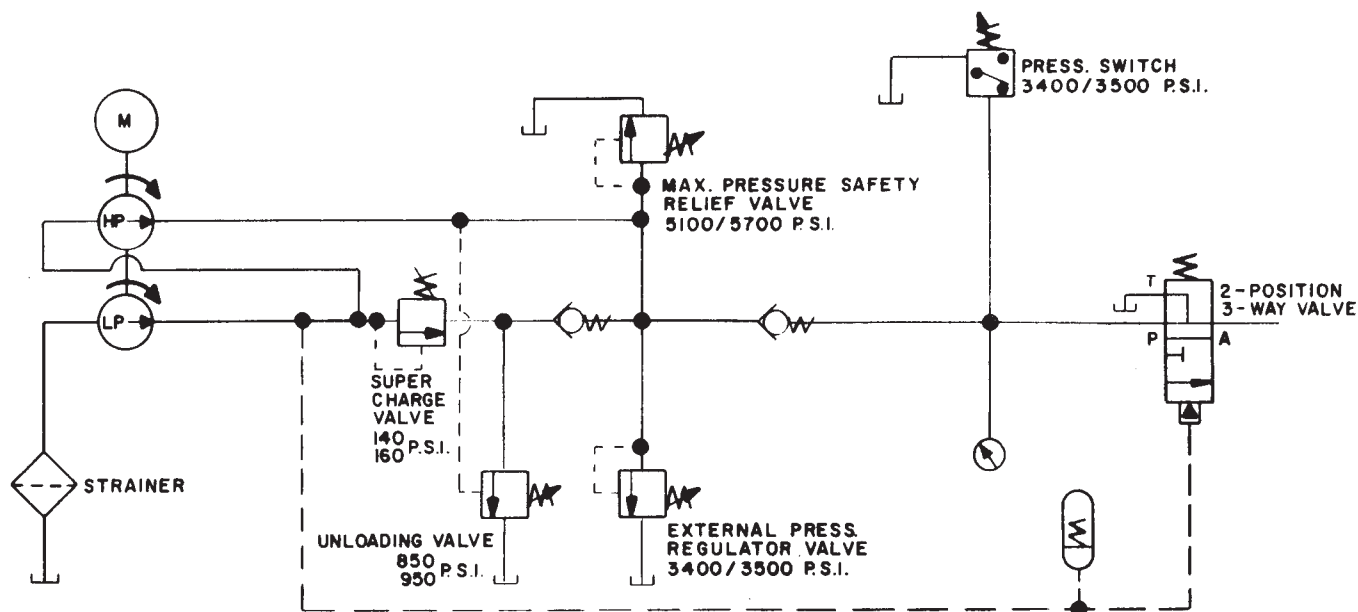 PRESS. SWITCH
3400/3500 P.S.I.
M
HP
MAX. PRESSURE SAFETY
RELIEF VALVE
5100/5700 P.S.I.
LP
T
2-POSITION
3-WAY VALVE
P
A
SUPER
CHARGE
VALVE
140
160 P.S.I.
STRAINER
UNLOADING VALVE
850
950 P.S.I.
EXTERNAL PRESS.
REGULATOR VALVE
3400/3500 P.S.I.